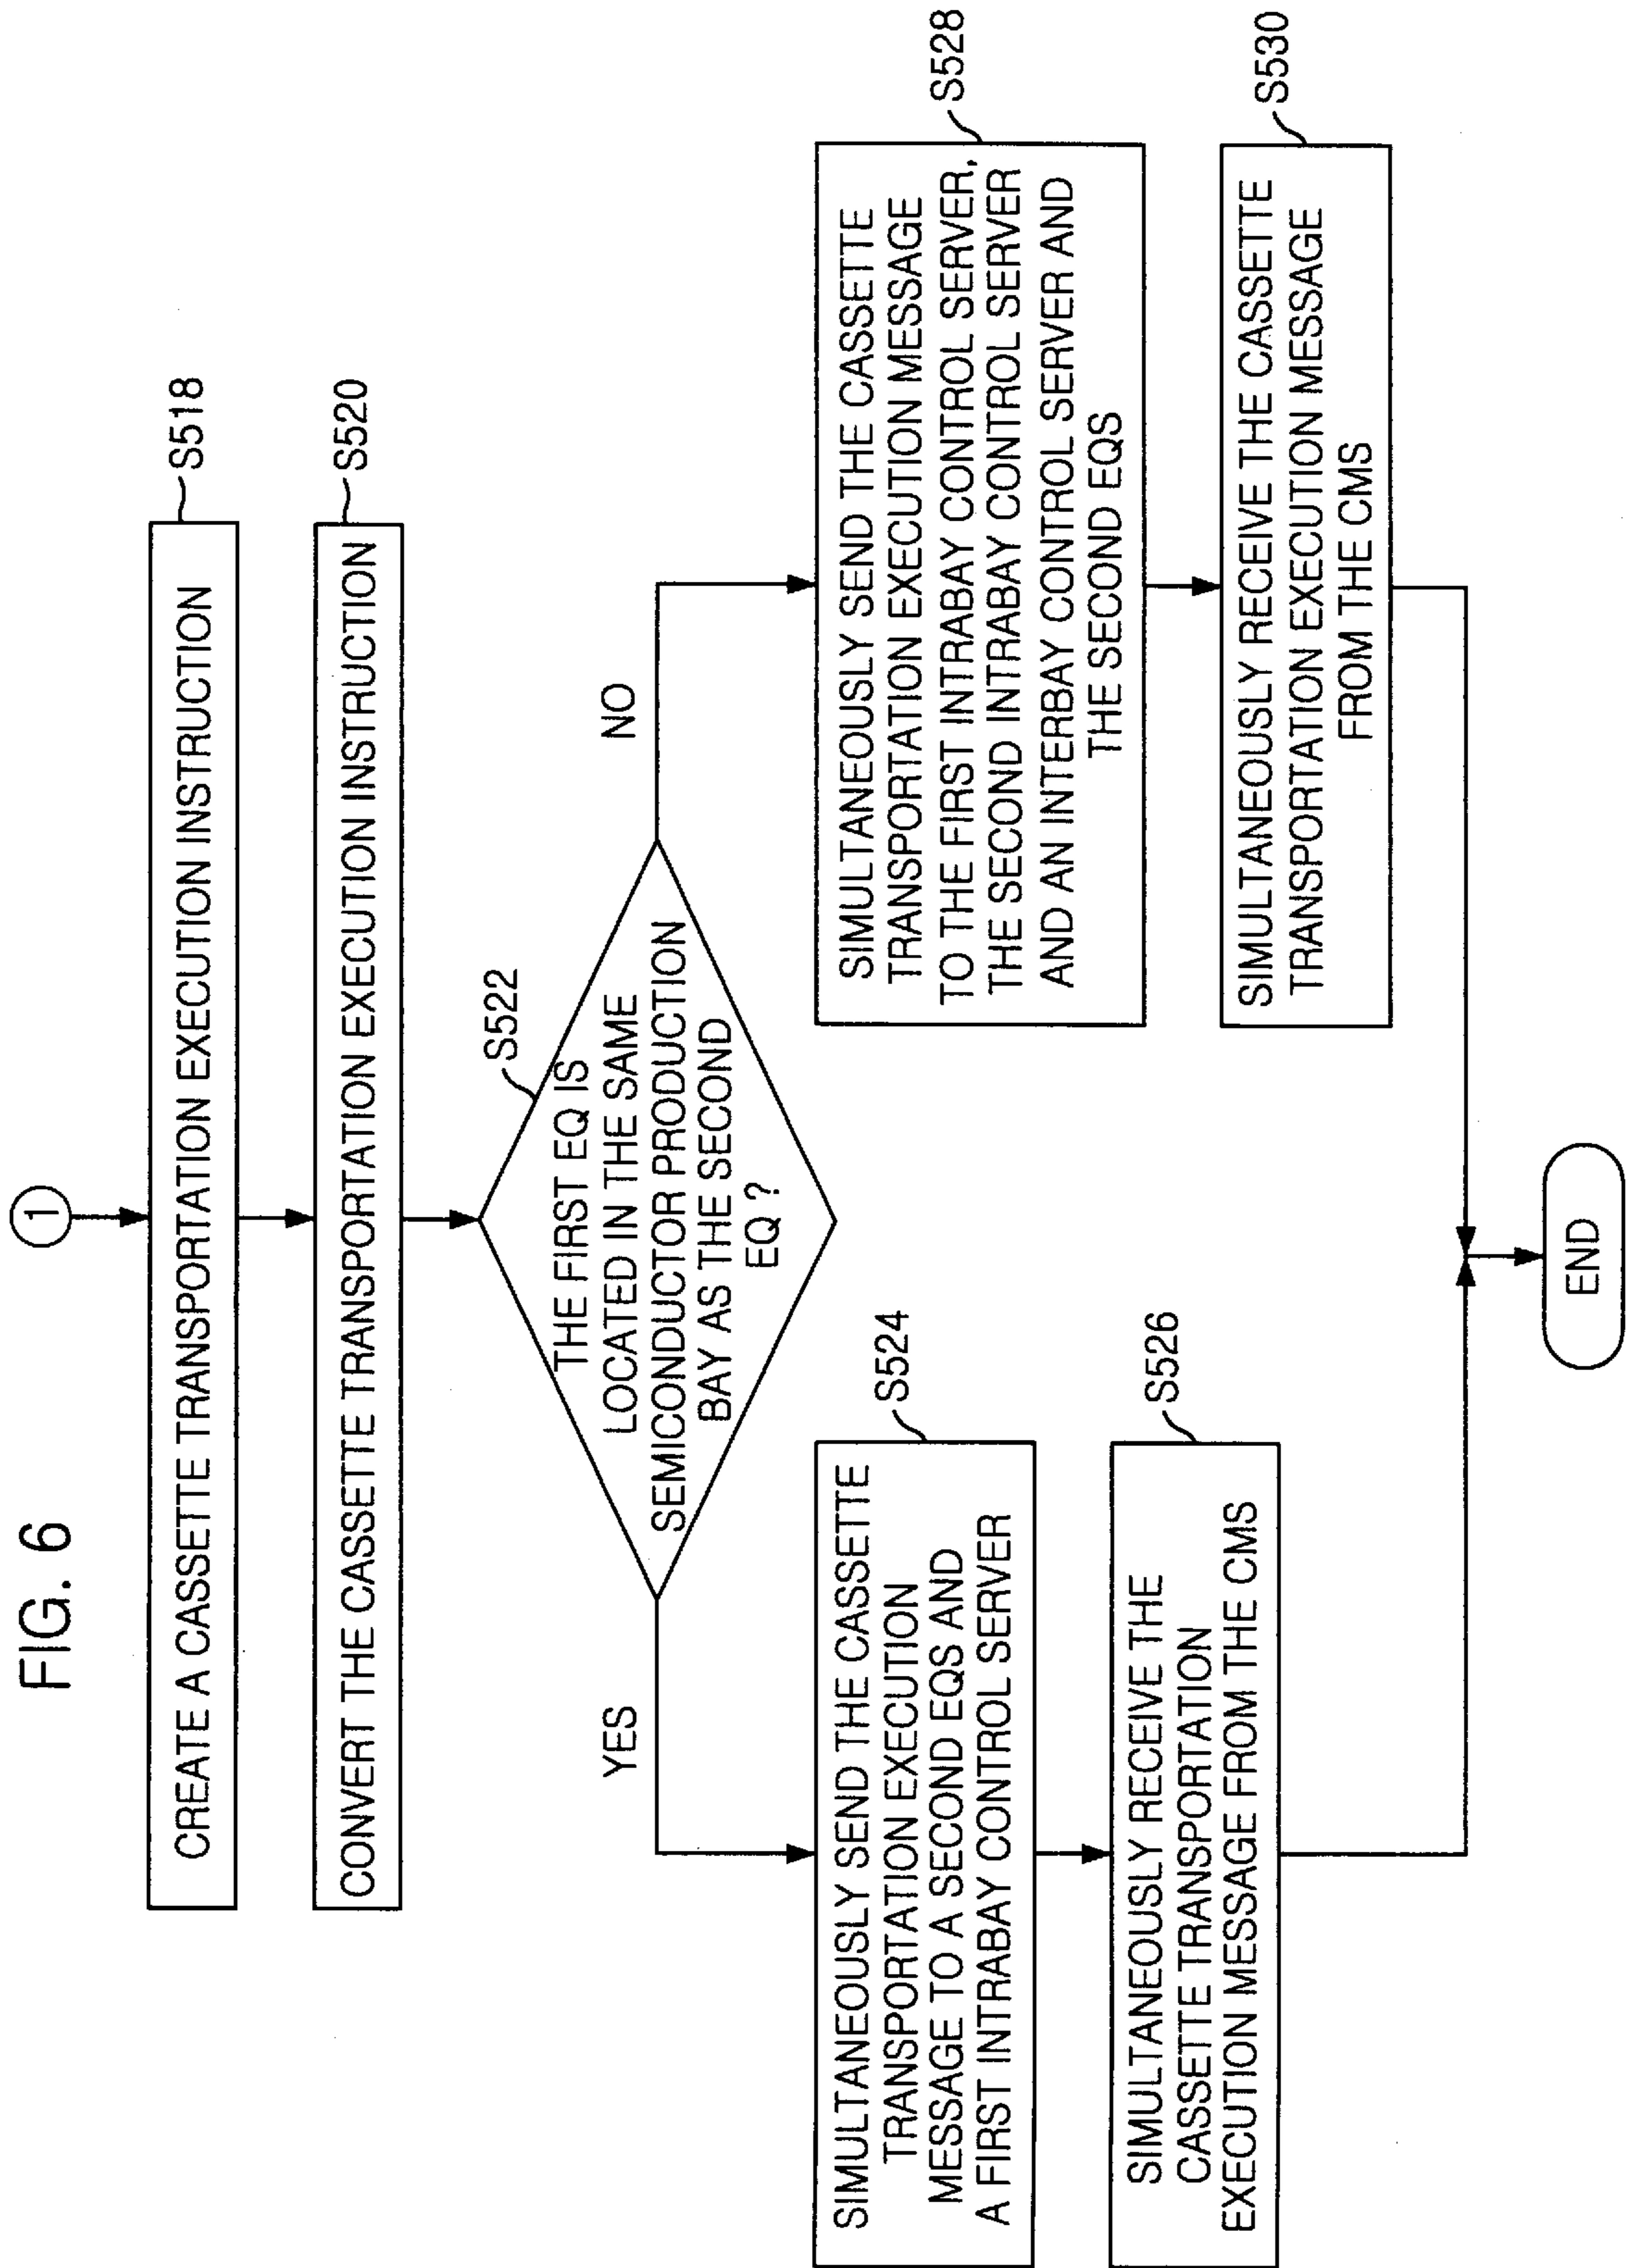 FIG. 6
1
CREATE A CASSETTE TRANSPORTATION EXECUTION INSTRUCTION
S518
CONVERT THE CASSETTE TRANSPORTATION EXECUTION INSTRUCTION
S520
S522
THE FIRST EQ IS
LOCATED IN THE SAME
SEMICONDUCTOR PRODUCTION
BAY AS THE SECOND
EQ ?
YES
NO
S524
SIMULTANEOUSLY SEND THE CASSETTE
TRANSPORTATION EXECUTION
MESSAGE TO A SECOND EQS AND
A FIRST INTRABAY CONTROL SERVER
S526
SIMULTANEOUSLY RECEIVE THE
CASSETTE TRANSPORTATION
EXECUTION MESSAGE FROM THE CMS
S528
SIMULTANEOUSLY SEND THE CASSETTE
TRANSPORTATION EXECUTION MESSAGE
TO THE FIRST INTRABAY CONTROL SERVER,
THE SECOND INTRABAY CONTROL SERVER
AND AN INTERBAY CONTROL SERVER AND
THE SECOND EQS
S530
SIMULTANEOUSLY RECEIVE THE CASSETTE
TRANSPORTATION EXECUTION MESSAGE
FROM THE CMS
END